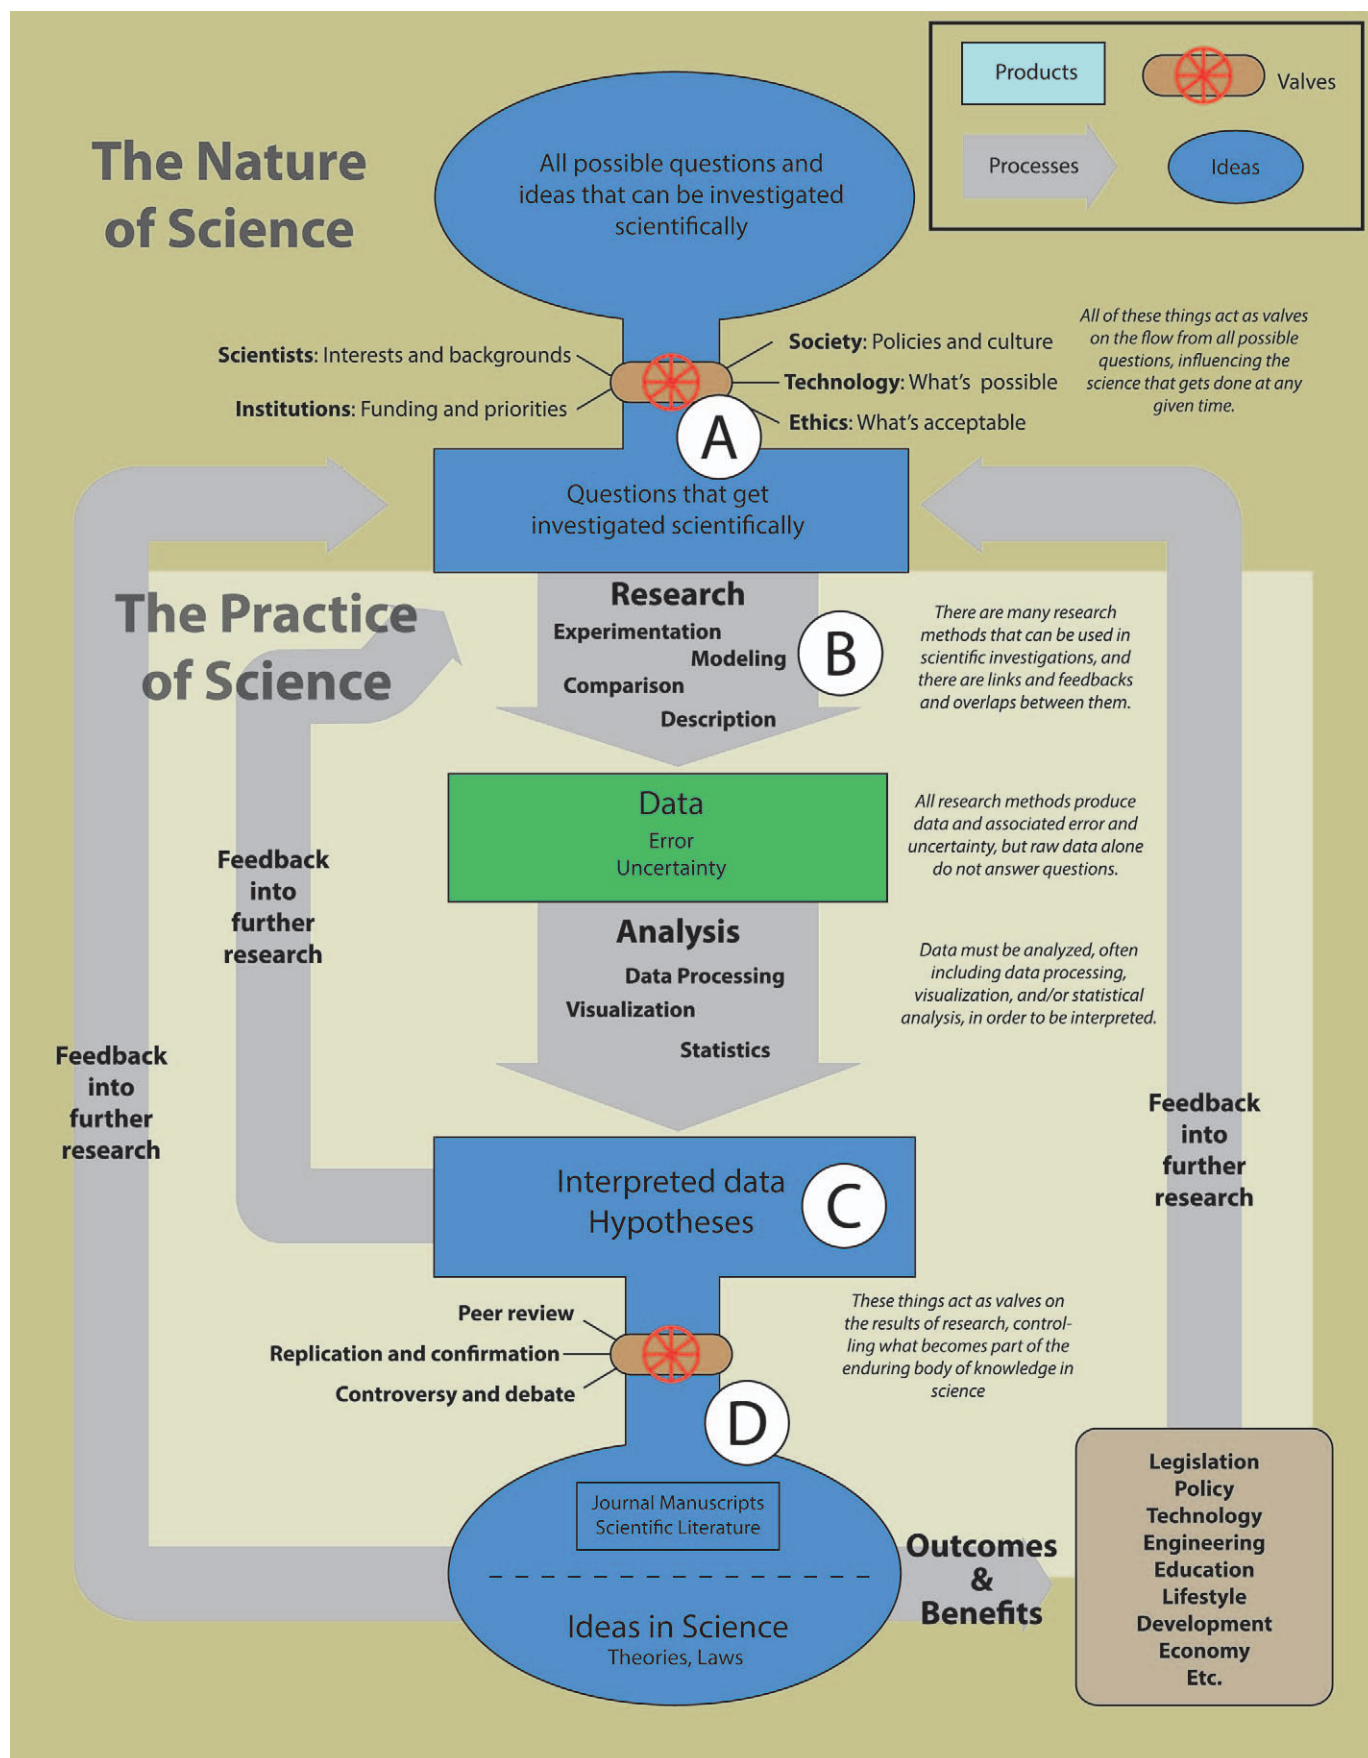 Products
Valves
Processes
Ideas
The Nature
of Science
All possible questions and
ideas that can be investigated
scientifically
Scientists: Interests and backgrounds
Institutions: Funding and priorities
Society: Policies and culture
Technology: What's possible
Ethics: What's acceptable
All of these things act as valves
on the flow from all possible
questions, influencing the
science that gets done at any
given time.
A
Questions that get
investigated scientifically
The Practice
of Science
Research
Experimentation
Modeling
Comparison
Description
B
There are many research
methods that can be used in
scientific investigations, and
there are links and feedbacks
and overlaps between them.
Data
Error
Uncertainty
All research methods produce
data and associated error and
uncertainty, but raw data alone
do not answer questions.
Feedback
into
further
research
Analysis
Data Processing
Visualization
Statistics
Data must be analyzed, often
including data processing,
visualization, and/or statistical
analysis, in order to be interpreted.
Feedback
into
further
research
Feedback
into
further
research
Interpreted data
Hypotheses
C
Peer review
Replication and confirmation
Controversy and debate
These things act as valves on
the results of research, control-
ling what becomes part of the
enduring body of knowledge in
science
D
Journal Manuscripts
Scientific Literature
Ideas in Science
Theories, Laws
Outcomes
&
Benefits
Legislation
Policy
Technology
Engineering
Education
Lifestyle
Development
Economy
Etc.